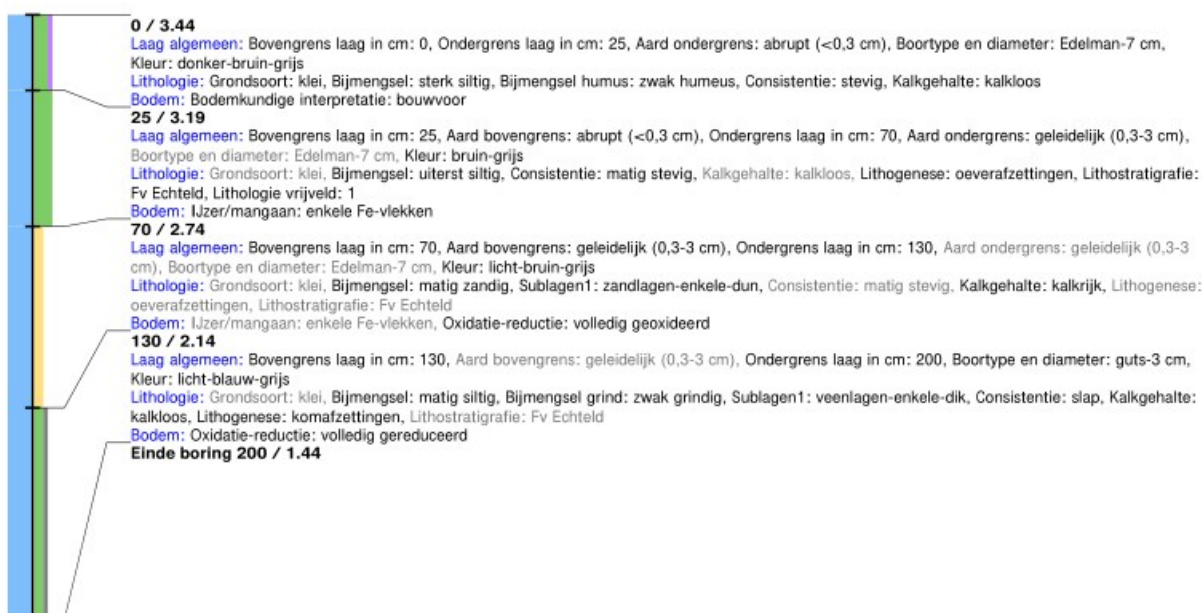 0 / 3.44
Laag algemeen: Bovengrens laag in cm: 0, Ondergrens laag in cm: 25, Aard ondergrens: abrupt (<0,3 cm), Boortype en diameter: Edelman-7 cm,
Kleur: donker-bruin-grijs
Lithologie: Grondsoort: klei, Bijmengsel: sterk siltig, Bijmengsel humus: zwak humeus, Consistentie: stevig, Kalkgehalte: kalkloos
Bodem: Bodemkundige interpretatie: bouwvoor
25 / 3.19
Laag algemeen: Bovengrens laag in cm: 25, Aard bovengrens: abrupt (<0,3 cm), Ondergrens laag in cm: 70, Aard ondergrens: geleidelijk (0,3-3 cm),
Boortype en diameter: Edelman-7 cm, Kleur: bruin-grijs
Lithologie: Grondsoort: klei, Bijmengsel: uiterst siltig, Consistentie: matig stevig, Kalkgehalte: kalkloos, Lithogenese: oeverafzettingen, Lithostratigrafie:
Fv Echteld, Lithologie vrijveld: 1
Bodem: IJzer/mangaan: enkele Fe-vlekken
70 / 2.74
Laag algemeen: Bovengrens laag in cm: 70, Aard bovengrens: geleidelijk (0,3-3 cm), Ondergrens laag in cm: 130, Aard ondergrens: geleidelijk (0,3-3
cm), Boortype en diameter: Edelman-7 cm, Kleur: licht-bruin-grijs
Lithologie: Grondsoort: klei, Bijmengsel: matig zandig, Sublagen1: zandlagen-enkele-dun, Consistentie: matig stevig, Kalkgehalte: kalkrijk, Lithogenese:
oeverafzettingen, Lithostratigrafie: Fv Echteld
Bodem: IJzer/mangaan: enkele Fe-vlekken, Oxidatie-reductie: volledig geoxideerd
130 / 2.14
Laag algemeen: Bovengrens laag in cm: 130, Aard bovengrens: geleidelijk (0,3-3 cm), Ondergrens laag in cm: 200, Boortype en diameter: guts-3 cm,
Kleur: licht-blauw-grijs
Lithologie: Grondsoort: klei, Bijmengsel: matig siltig, Bijmengsel grind: zwak grindig, Sublagen1: veenlagen-enkele-dik, Consistentie: slap, Kalkgehalte:
kalkloos, Lithogenese: komafzettingen, Lithostratigrafie: Fv Echteld
Bodem: Oxidatie-reductie: volledig gereduceerd
Einde boring 200 / 1.44